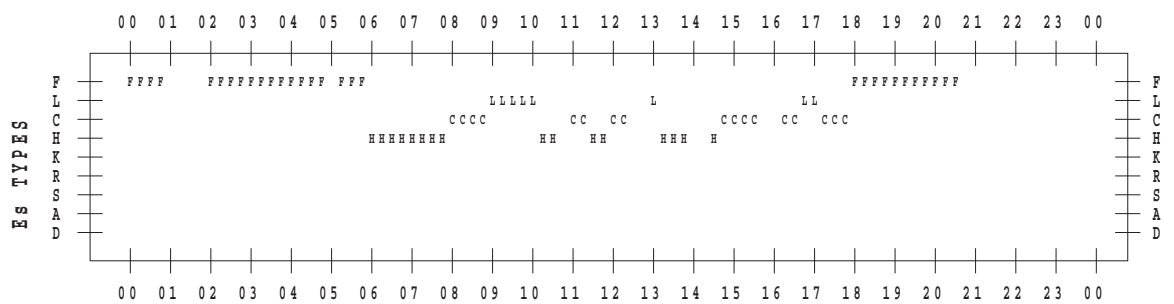 00 01 02 03 04 05 06 07 08 09 10 11 12 13 14 15 16 17 18 19 20 21 22 23 00
F FFFF FFFFFFFFFFFF FFF FFFFFFFFFFF F
L LLLLL L LL L
C CCCC CC CC CCCC CC CCC C
H HHHHHHHH HH HH HHH H H
K K
R R
S S
A A
D D
Es TYPES
00 01 02 03 04 05 06 07 08 09 10 11 12 13 14 15 16 17 18 19 20 21 22 23 00